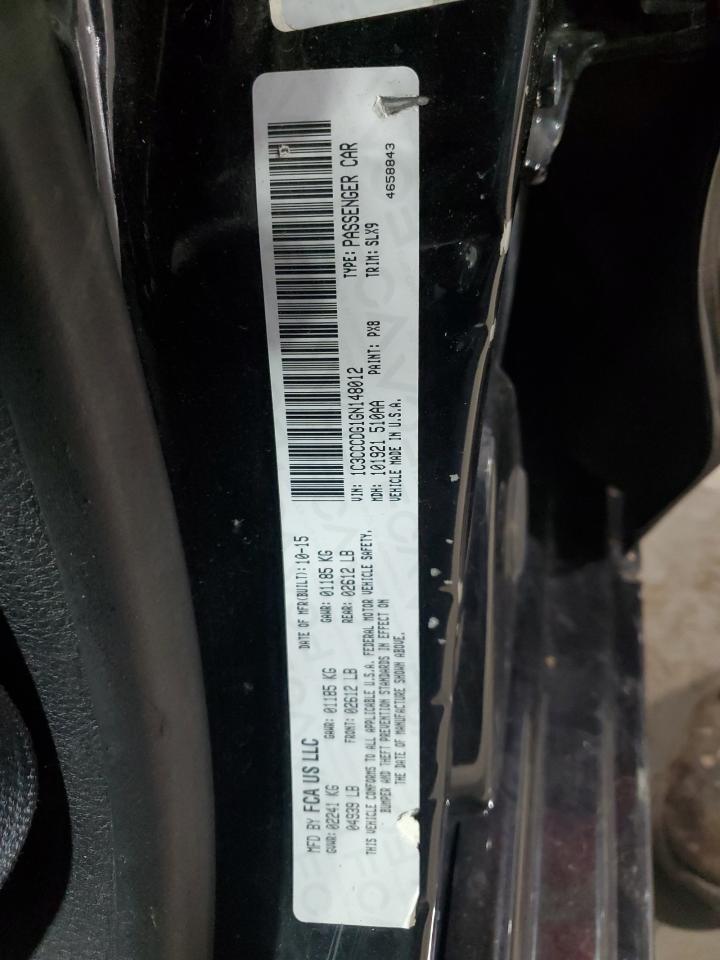 MFD BY FCA US LLC
DATE OF MFR(BUILT):10-15
GVWR:02241 KG
GAWR: 01185 KG
GAWR: 01185 KG
04939 LB
FRONT: 02612 LB
REAR: 02612 LB
THIS VEHICLE CONFORMS TO ALL APPLICABLE U.S.A. FEDERAL MOTOR VEHICLE SAFETY,
BUMPER AND THEFT PREVENTION STANDARDS IN EFFECT ON
THE DATE OF MANUFACTURE SHOWN ABOVE.
VIN: 1C3CCCDG1GN148012
TYPE: PASSENGER CAR
MDH: 101921 510AA
PAINT: PX8
TRIM: SLX9
VEHICLE MADE IN U.S.A.
4658843